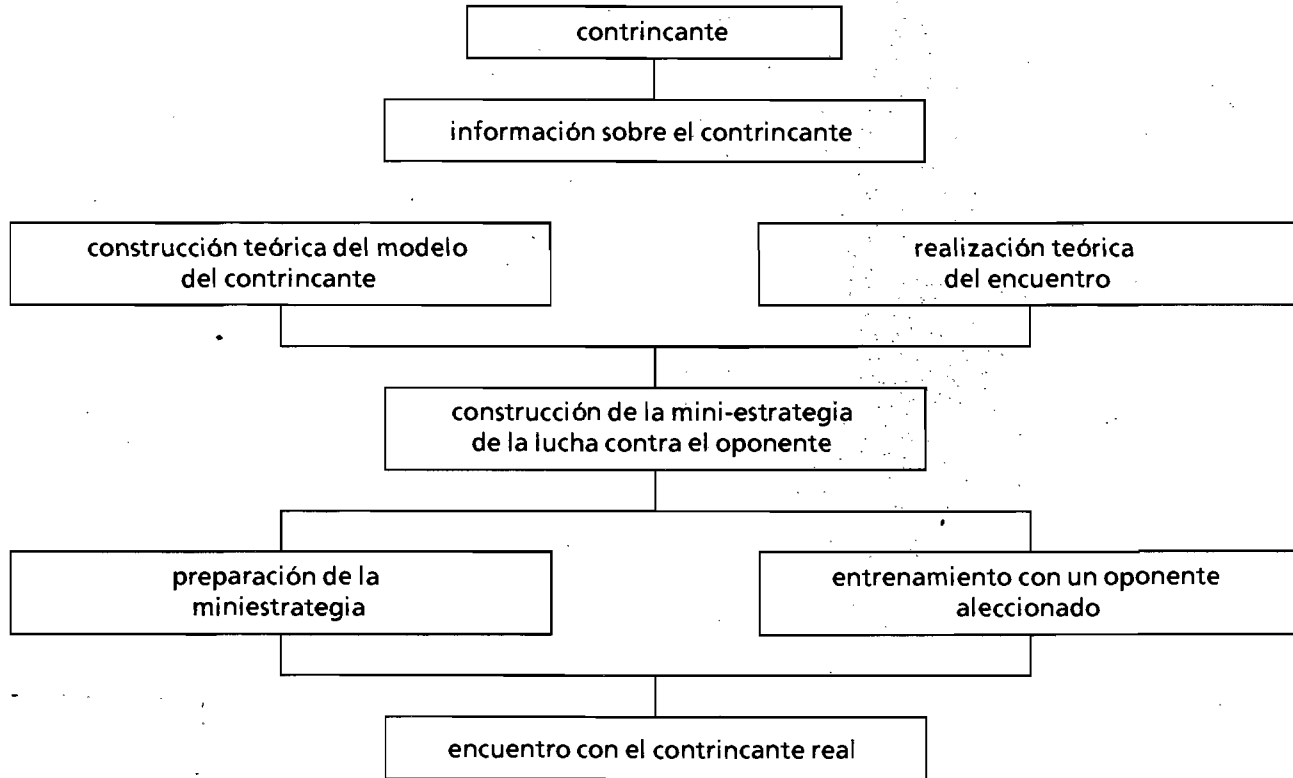 contrincante
información sobre el contrincante
construcción teórica del modelo
del contrincante
realización teórica
del encuentro
construcción de la mini-estrategia
de la lucha contra el oponente
preparación de la
miniestrategia
entrenamiento con un oponente
aleccionado
encuentro con el contrincante real